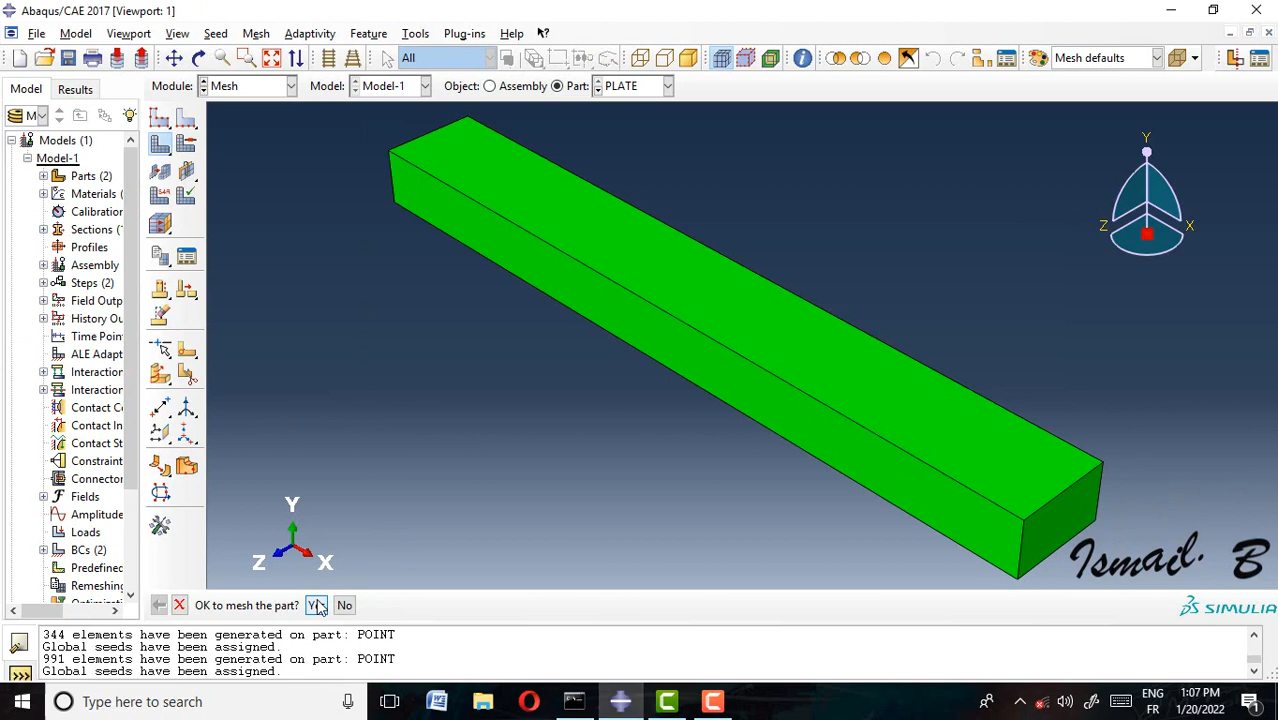 Abaqus/CAE 2017 [Viewport: 1]
File Model Viewport View Seed Mesh Adaptivity Feature Tools Plug-ins Help
All Mesh defaults
Model Results Module: Mesh Model: Model-1 Object: Assembly Part: PLATE
M
Models (1)
Model-1
Parts (2)
Materials (
Calibration
Sections (1
Profiles
Assembly
Steps (2)
Field Outp
History Ou
Time Point
ALE Adapt
Interaction
Interaction
Contact Co
Contact In
Contact St
Constraint
Connector
Fields
Amplitude
Loads
BCs (2)
Predefined
Remeshing
Optimizatio
Y
Z X
Y
Z X
Ismail. B
OK to mesh the part? No
SIMULIA
344 elements have been generated on part: POINT
Global seeds have been assigned.
991 elements have been generated on part: POINT
Global seeds have been assigned.
Type here to search
ENG
FR
1:07 PM
1/20/2022